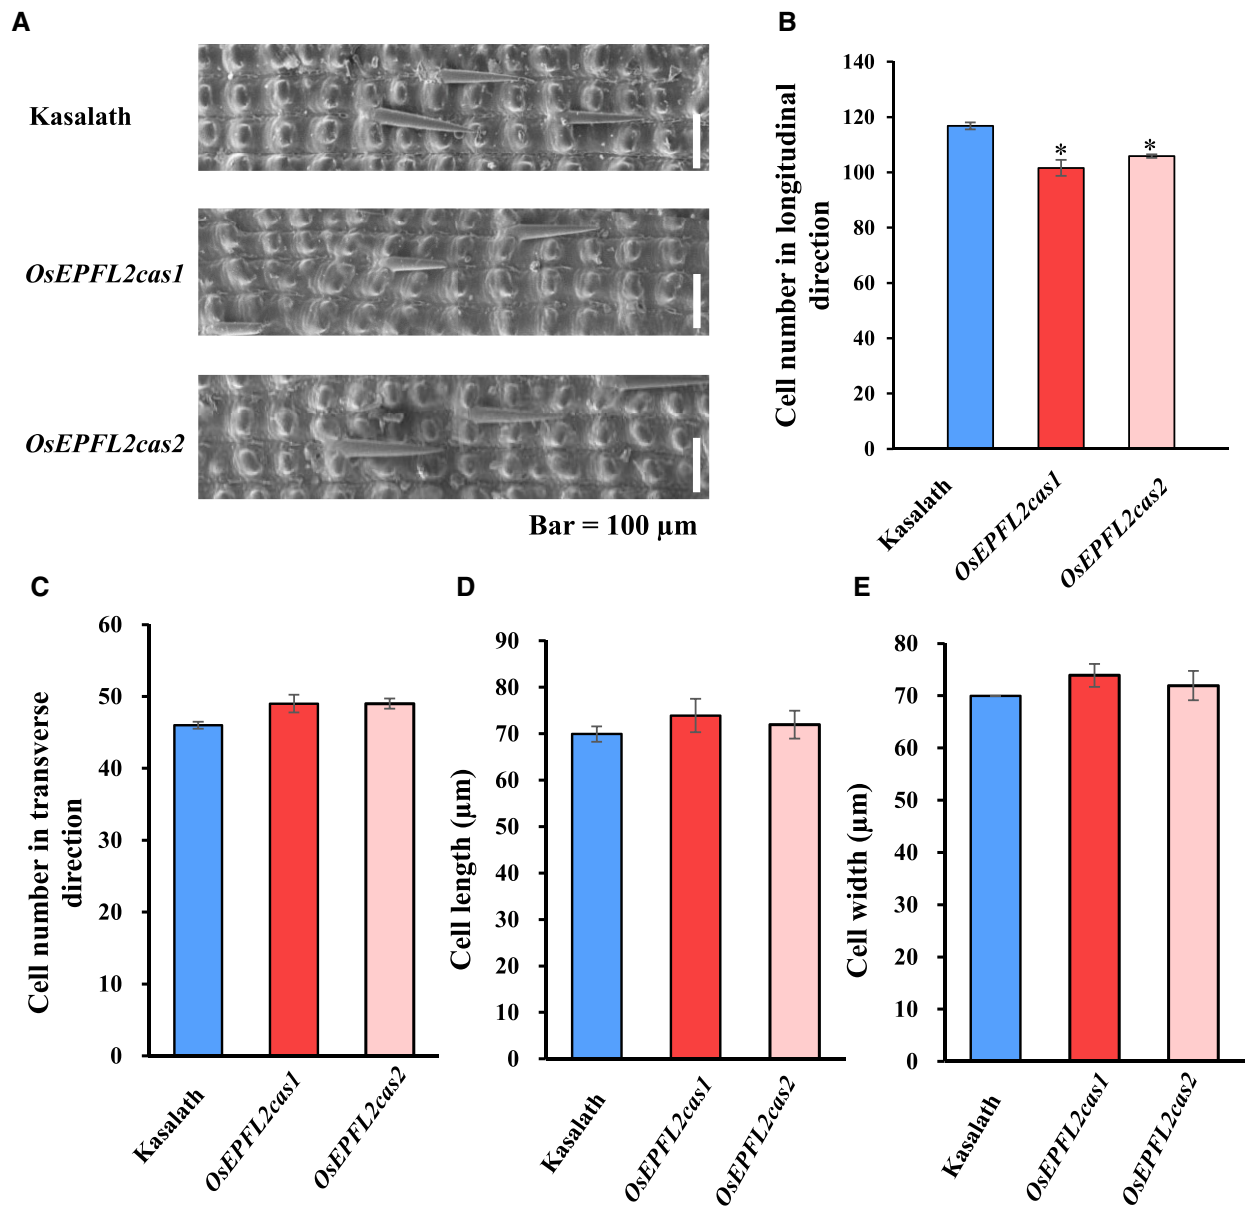 A
Kasalath
OsEPFL2cas1
OsEPFL2cas2
Bar = 100 μm
B
Cell number in longitudinal
direction
140
120
100
80
60
40
20
0
*
*
Kasalath
OsEPFL2cas1
OsEPFL2cas2
C
Cell number in transverse
direction
60
50
40
30
20
10
0
Kasalath
OsEPFL2cas1
OsEPFL2cas2
D
Cell length (μm)
90
80
70
60
50
40
30
20
10
0
Kasalath
OsEPFL2cas1
OsEPFL2cas2
E
Cell width (μm)
80
70
60
50
40
30
20
10
0
Kasalath
OsEPFL2cas1
OsEPFL2cas2